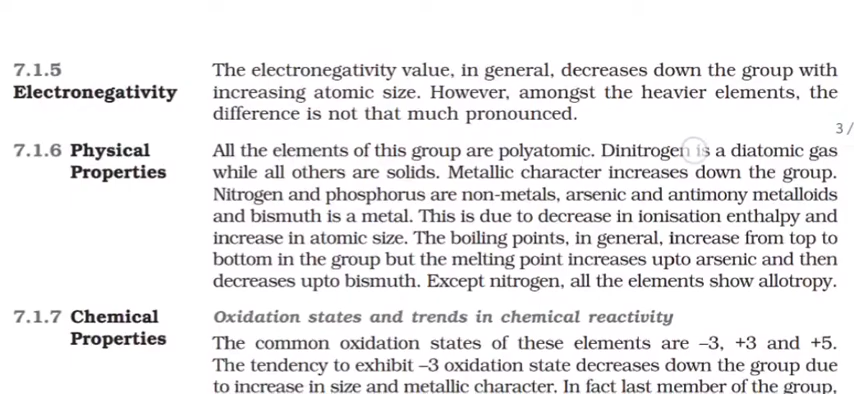 7.1.5 The electronegativity value, in general, decreases down the group with
Electronegativity increasing atomic size. However, amongst the heavier elements, the
difference is not that much pronounced.
3/
7.1.6 Physical All the elements of this group are polyatomic. Dinitrogen is a diatomic gas
Properties while all others are solids. Metallic character increases down the group.
Nitrogen and phosphorus are non-metals, arsenic and antimony metalloids
and bismuth is a metal. This is due to decrease in ionisation enthalpy and
increase in atomic size. The boiling points, in general, increase from top to
bottom in the group but the melting point increases upto arsenic and then
decreases upto bismuth. Except nitrogen, all the elements show allotropy.
7.1.7 Chemical Oxidation states and trends in chemical reactivity
Properties The common oxidation states of these elements are –3, +3 and +5.
The tendency to exhibit –3 oxidation state decreases down the group due
to increase in size and metallic character. In fact last member of the group,